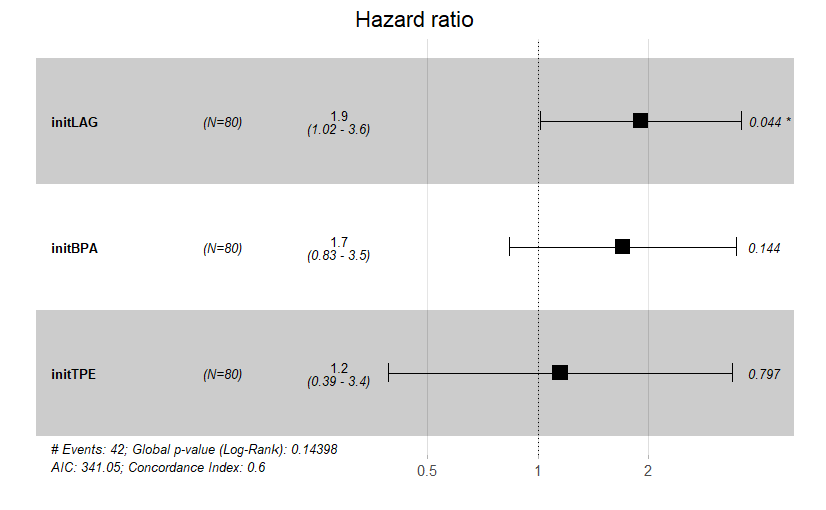 Hazard ratio
initLAG (N=80) 1.9 0.044 *
(1.02 - 3.6)
initBPA (N=80) 1.7 0.144
(0.83 - 3.5)
initTPE (N=80) 1.2 0.797
(0.39 - 3.4)
# Events: 42; Global p-value (Log-Rank): 0.14398
AIC: 341.05; Concordance Index: 0.6
0.5 1 2